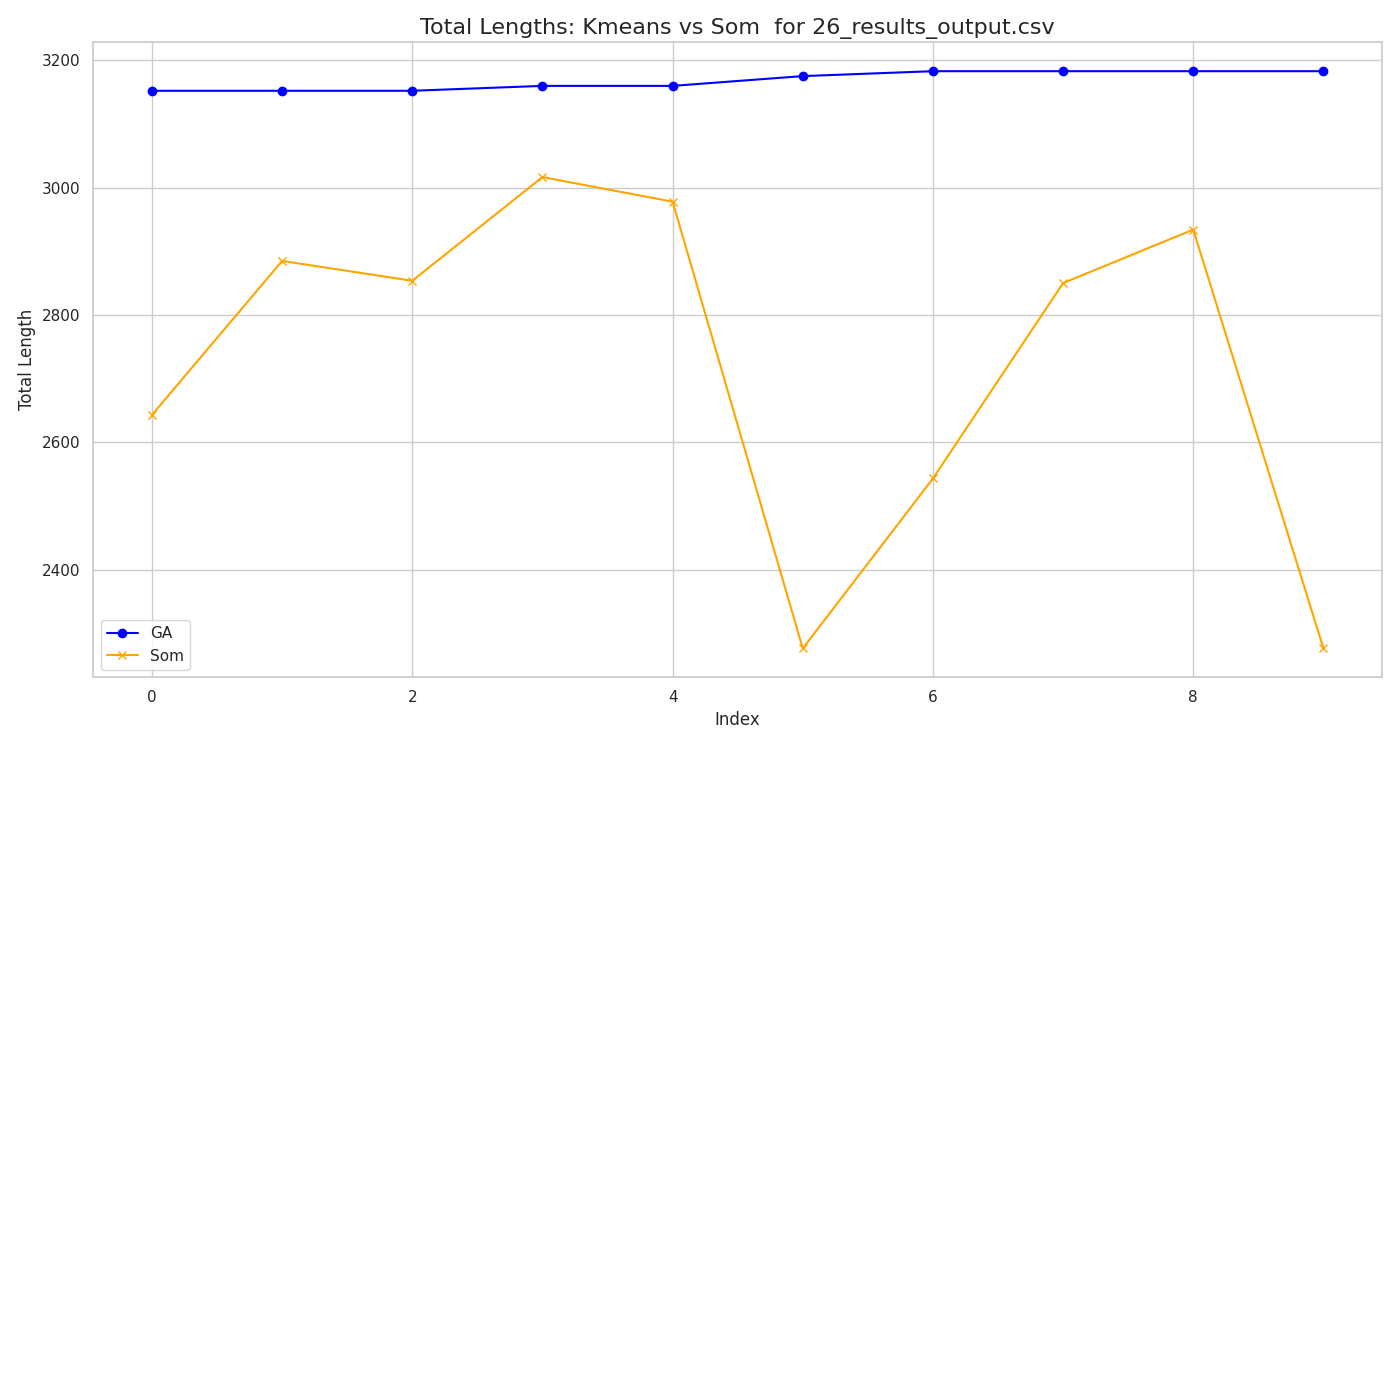 Total Lengths: Kmeans vs Som  for 26_results_output.csv
3200
3000
2800
2600
2400
Total Length
GA
Som
0 2 4 6 8
Index